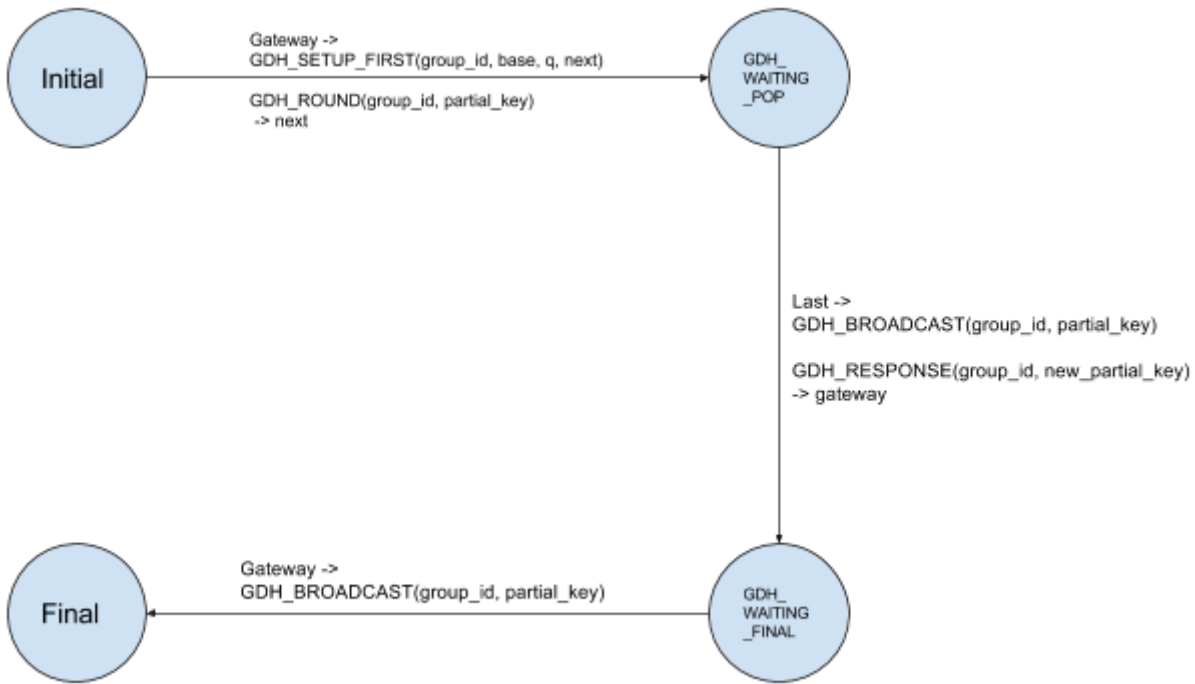 Initial
Gateway ->
GDH_SETUP_FIRST(group_id, base, q, next)
GDH_ROUND(group_id, partial_key)
-> next
GDH_
WAITING
_POP
Last ->
GDH_BROADCAST(group_id, partial_key)
GDH_RESPONSE(group_id, new_partial_key)
-> gateway
Final
Gateway ->
GDH_BROADCAST(group_id, partial_key)
GDH_
WAITING
_FINAL